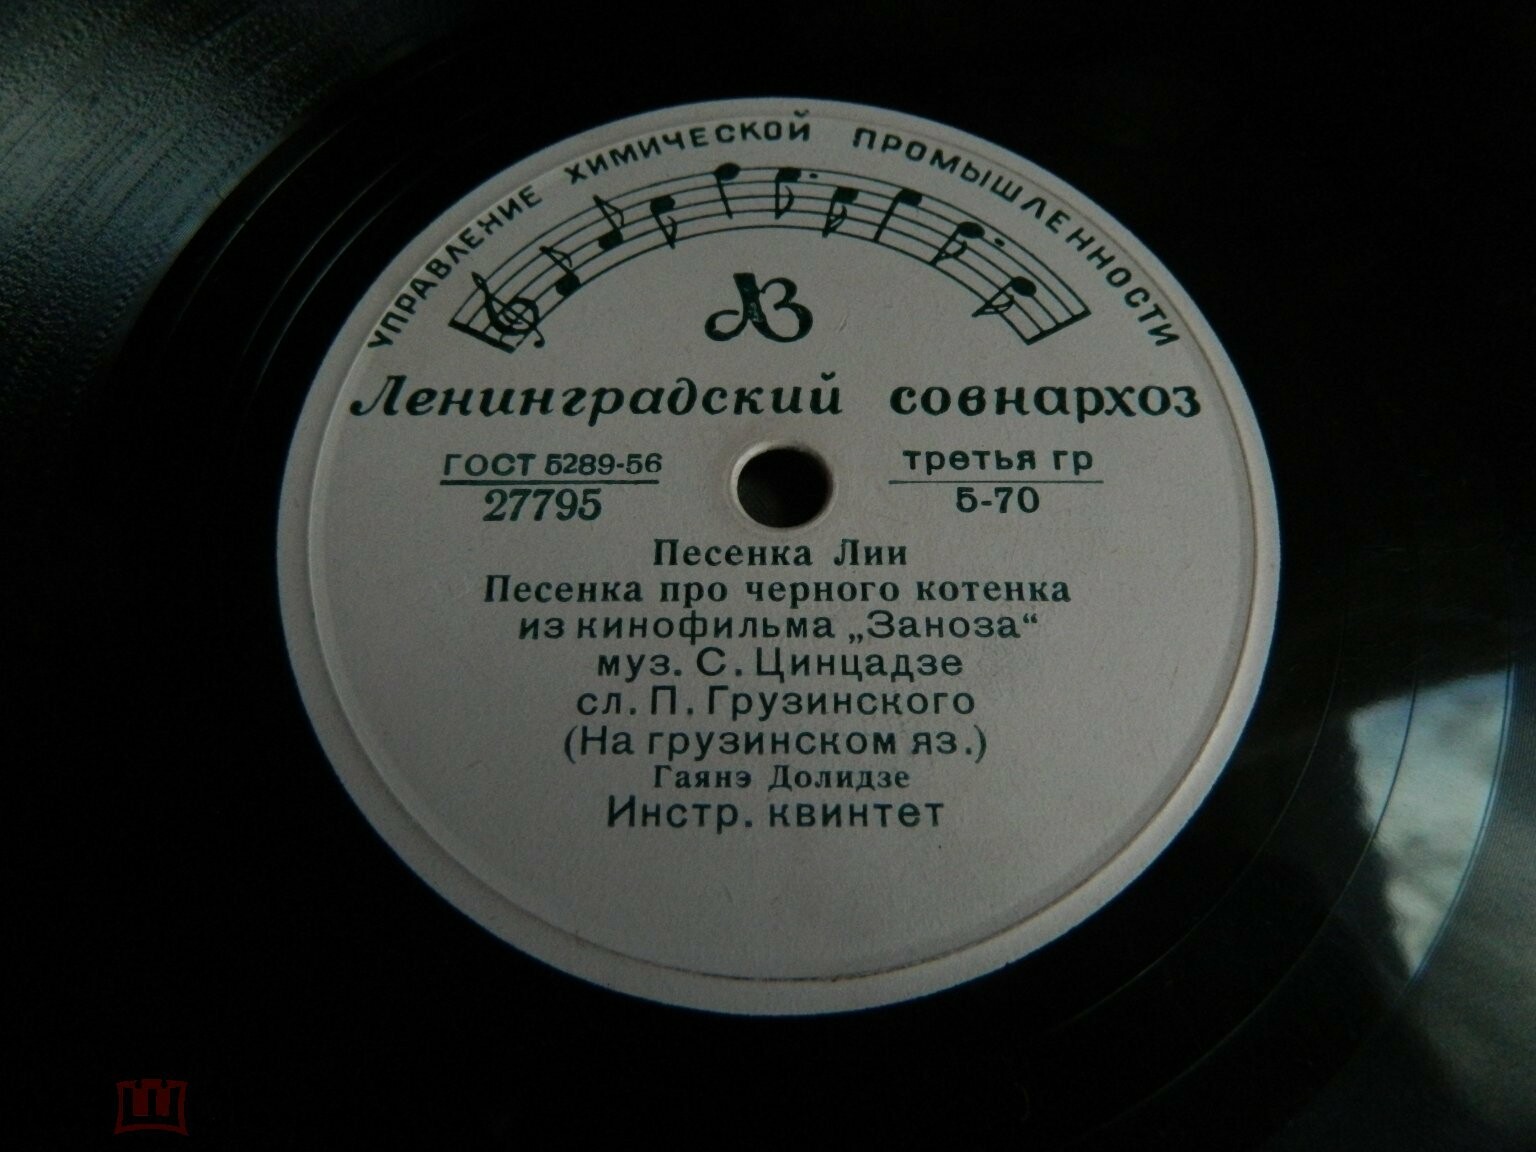 УПРАВЛЕНИЕ ХИМИЧЕСКОЙ ПРОМЫШЛЕННОСТИ
ЛЗ
Ленинградский совнархоз
ГОСТ 5289-56
27795
третья гр
5-70
Песенка Лии
Песенка про черного котенка
из кинофильма „Заноза“
муз. С. Цинцадзе
сл. П. Грузинского
(На грузинском яз.)
Гаянэ Долидзе
Инстр. квинтет